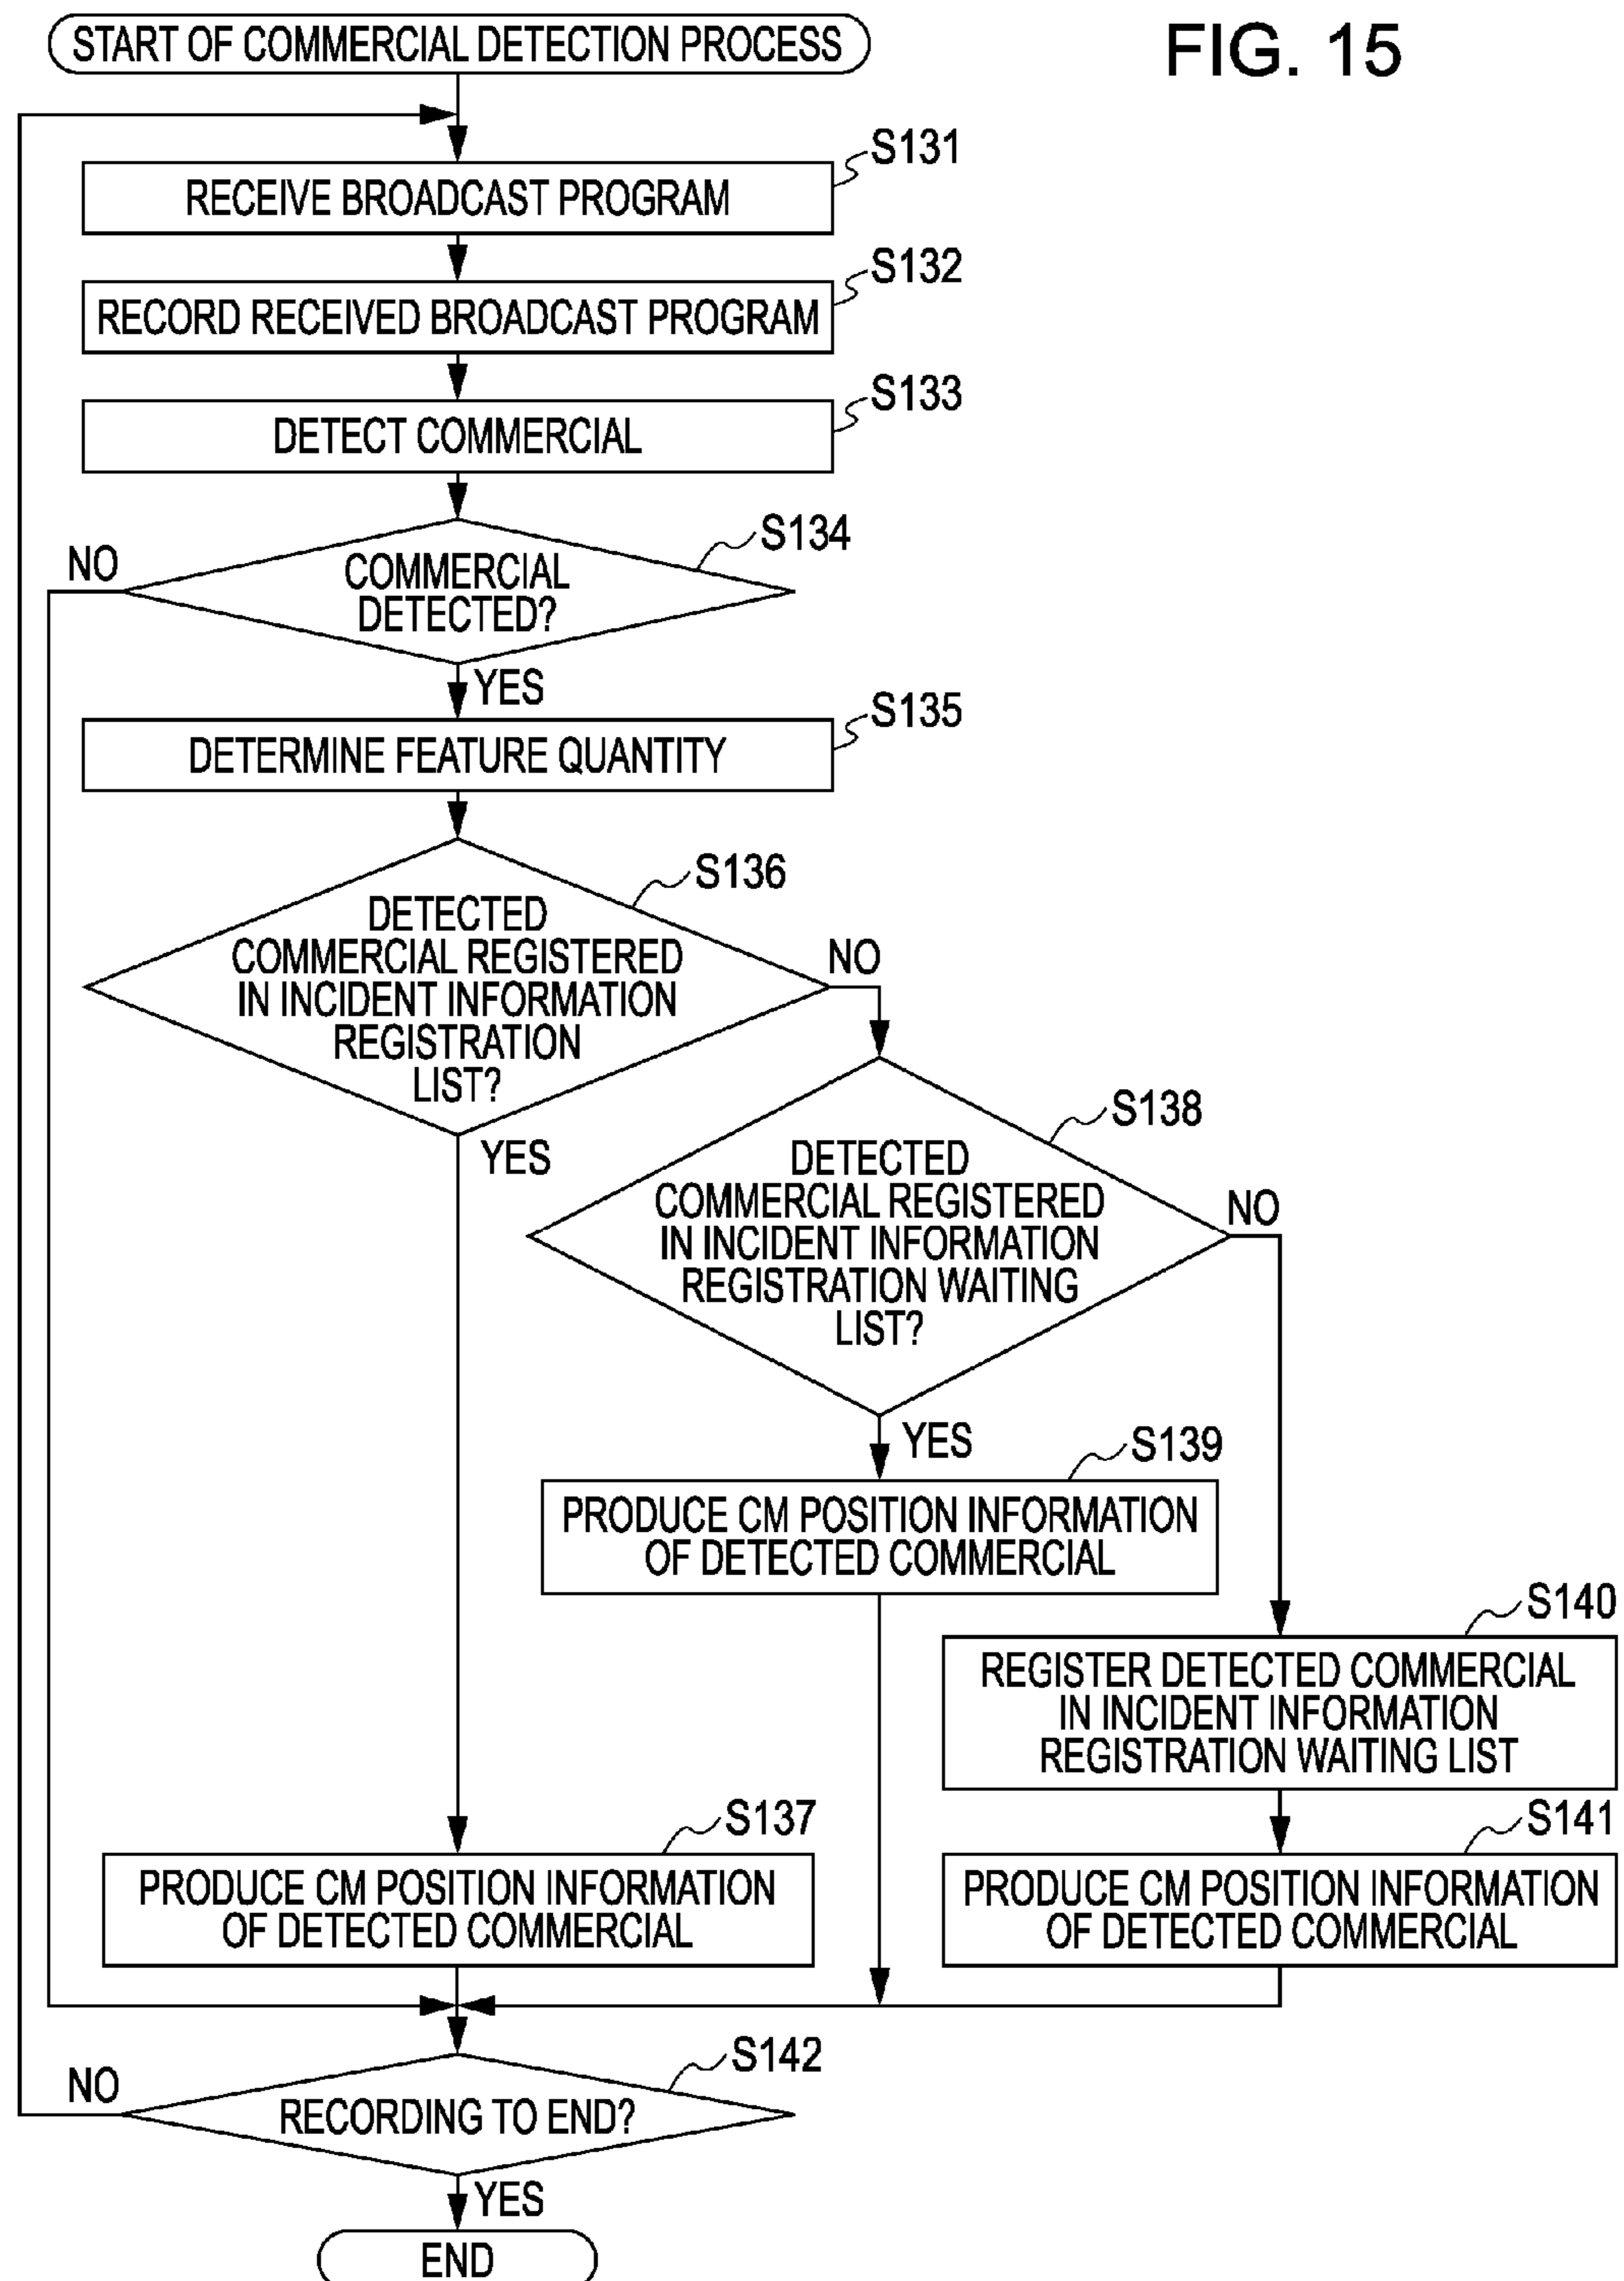 START OF COMMERCIAL DETECTION PROCESS
FIG. 15
S131
RECEIVE BROADCAST PROGRAM
S132
RECORD RECEIVED BROADCAST PROGRAM
S133
DETECT COMMERCIAL
S134
NO
COMMERCIAL
DETECTED?
YES
S135
DETERMINE FEATURE QUANTITY
S136
DETECTED
COMMERCIAL REGISTERED
IN INCIDENT INFORMATION
REGISTRATION
LIST?
NO
YES
S138
DETECTED
COMMERCIAL REGISTERED
IN INCIDENT INFORMATION
REGISTRATION WAITING
LIST?
NO
YES
S139
PRODUCE CM POSITION INFORMATION
OF DETECTED COMMERCIAL
S140
REGISTER DETECTED COMMERCIAL
IN INCIDENT INFORMATION
REGISTRATION WAITING LIST
S137
PRODUCE CM POSITION INFORMATION
OF DETECTED COMMERCIAL
S141
PRODUCE CM POSITION INFORMATION
OF DETECTED COMMERCIAL
S142
NO
RECORDING TO END?
YES
END